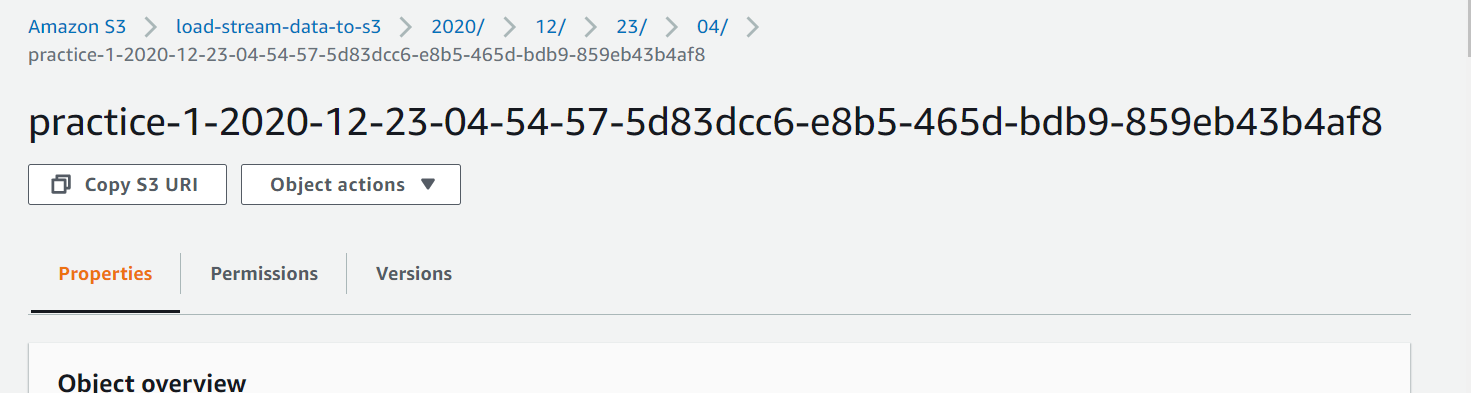 Amazon S3 > load-stream-data-to-s3 > 2020/ > 12/ > 23/ > 04/ >
practice-1-2020-12-23-04-54-57-5d83dcc6-e8b5-465d-bdb9-859eb43b4af8
practice-1-2020-12-23-04-54-57-5d83dcc6-e8b5-465d-bdb9-859eb43b4af8
Copy S3 URI Object actions
Properties Permissions Versions
Object overview